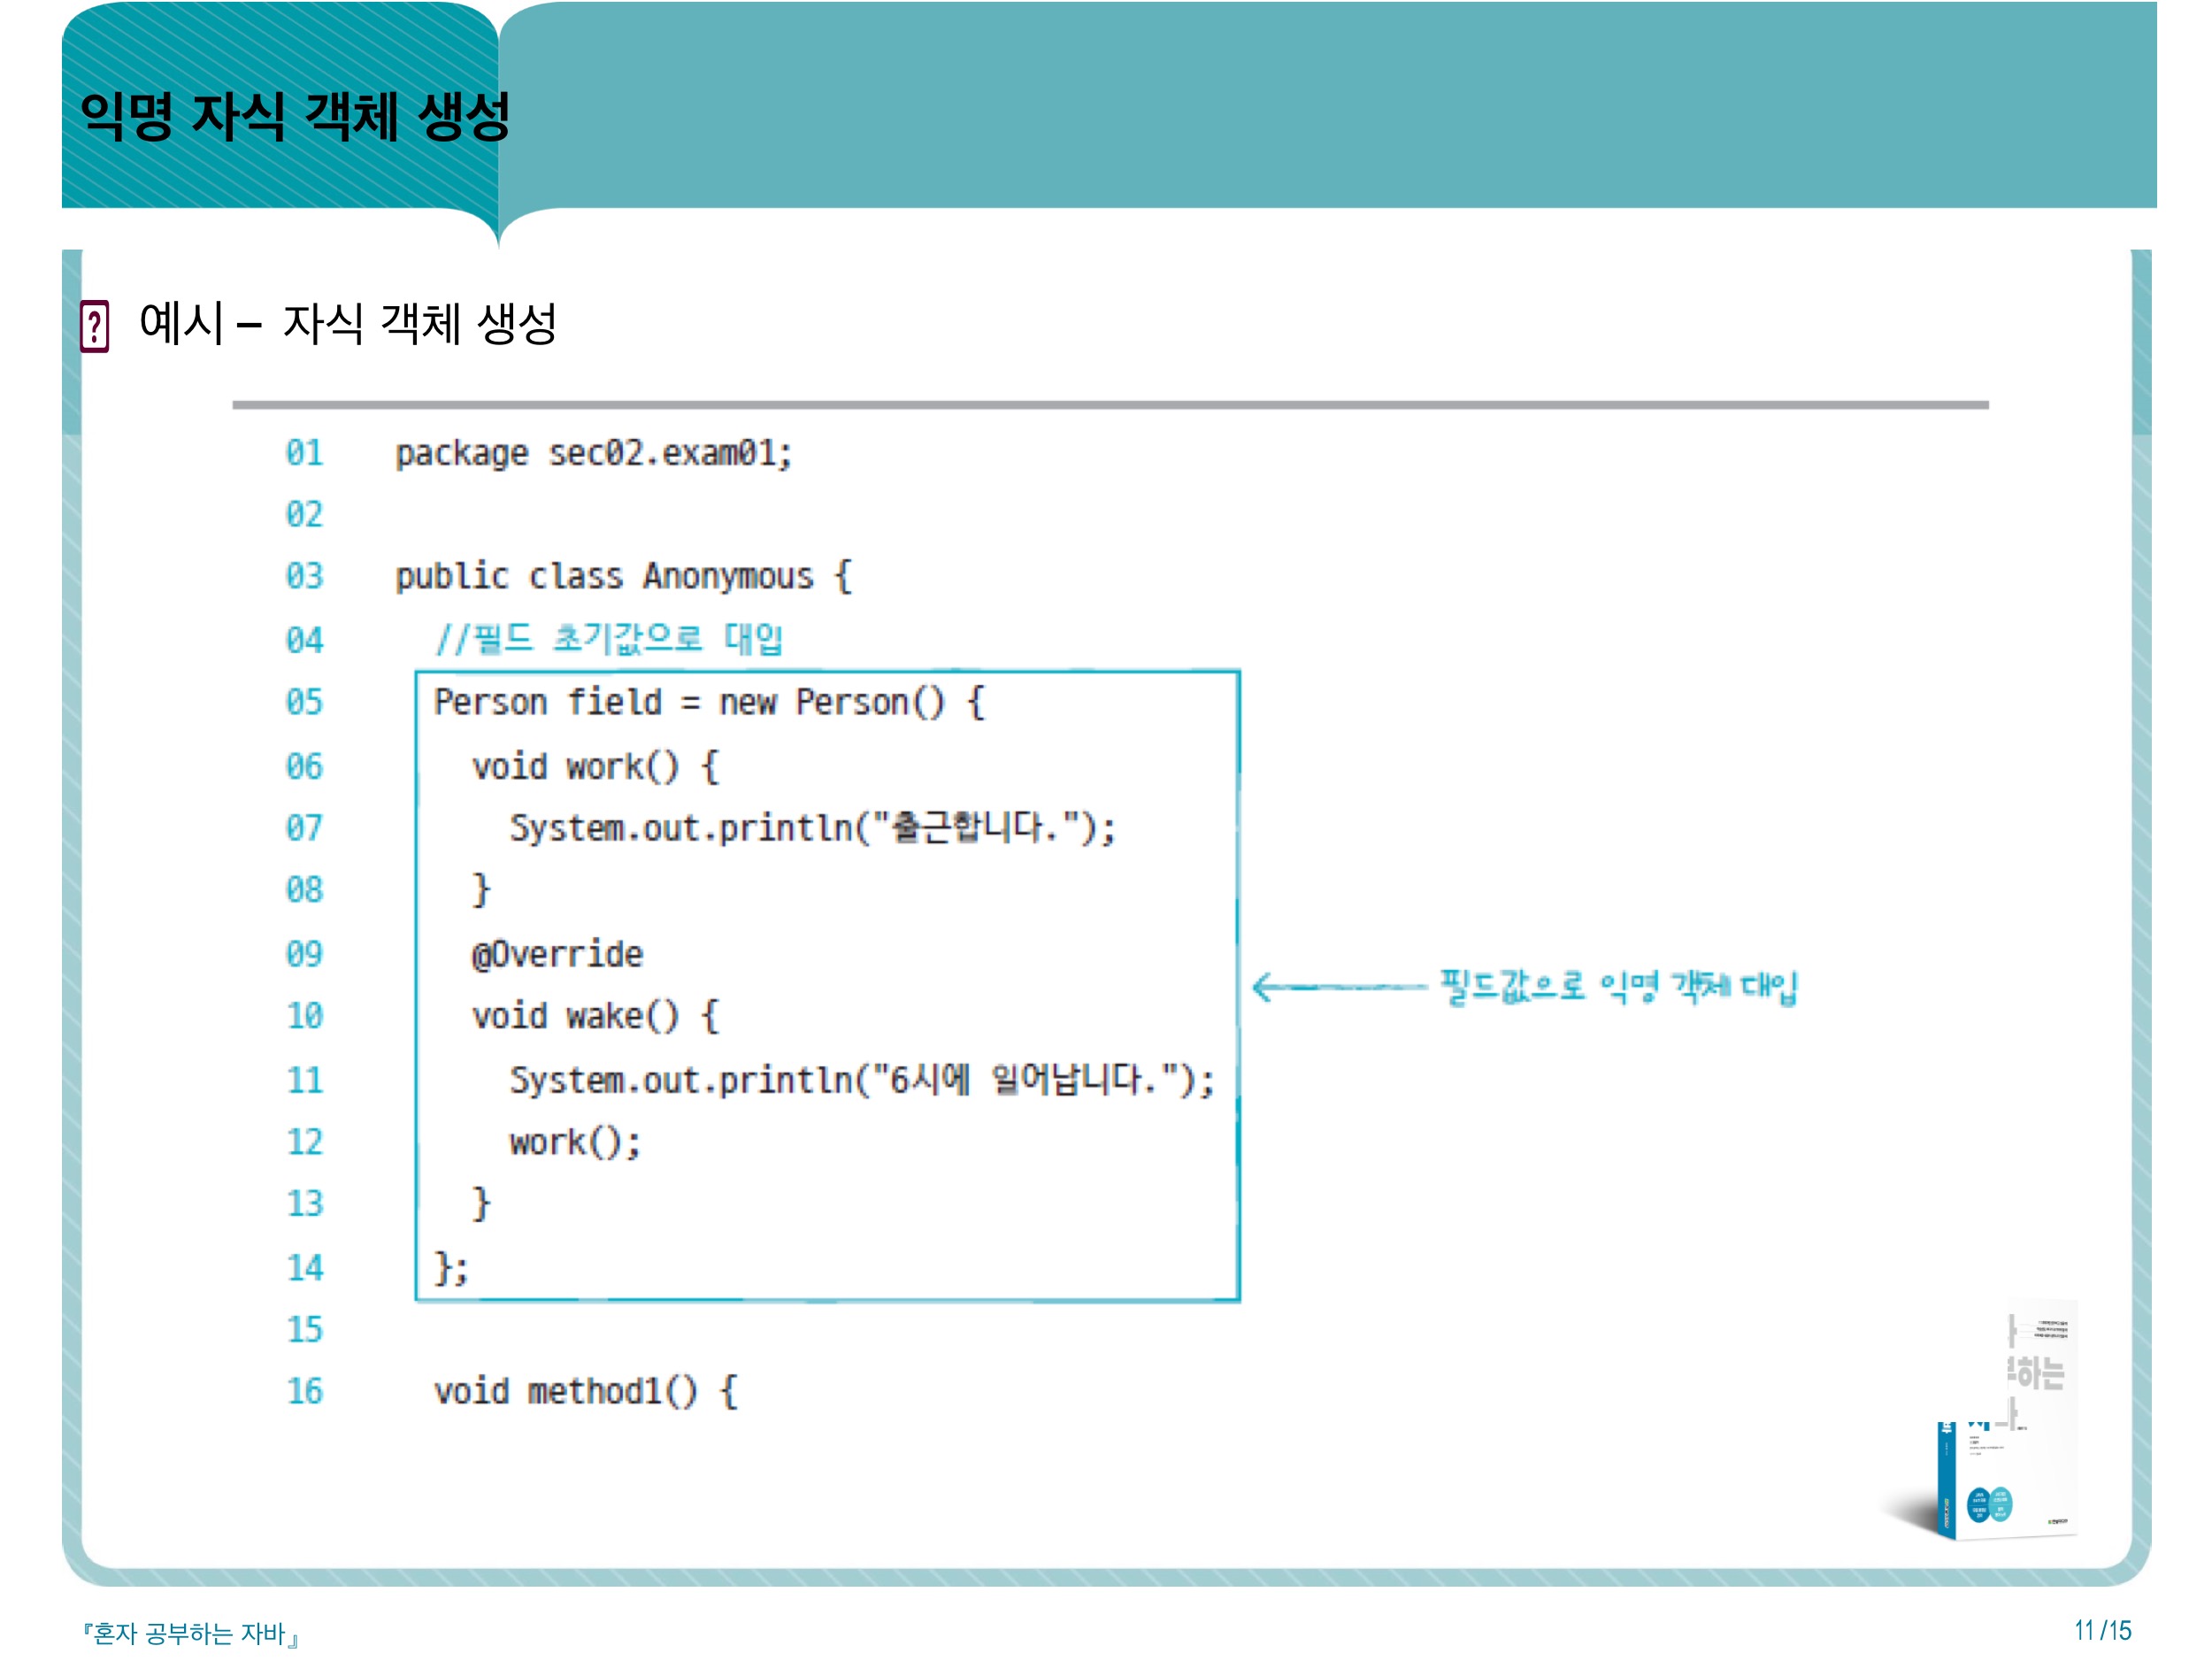 익명 자식 객체 생성
예시 – 자식 객체 생성
01 package sec02.exam01;
02
03 public class Anonymous {
04 //필드 초기값으로 대입
05 Person field = new Person() {
06 void work() {
07 System.out.println("출근합니다.");
08 }
09 @Override
10 void wake() {
11 System.out.println("6시에 일어납니다.");
12 work();
13 }
14 };
15
16 void method1() {
필드값으로 익명 객체 대입
하는
『혼자 공부하는 자바』
11/15